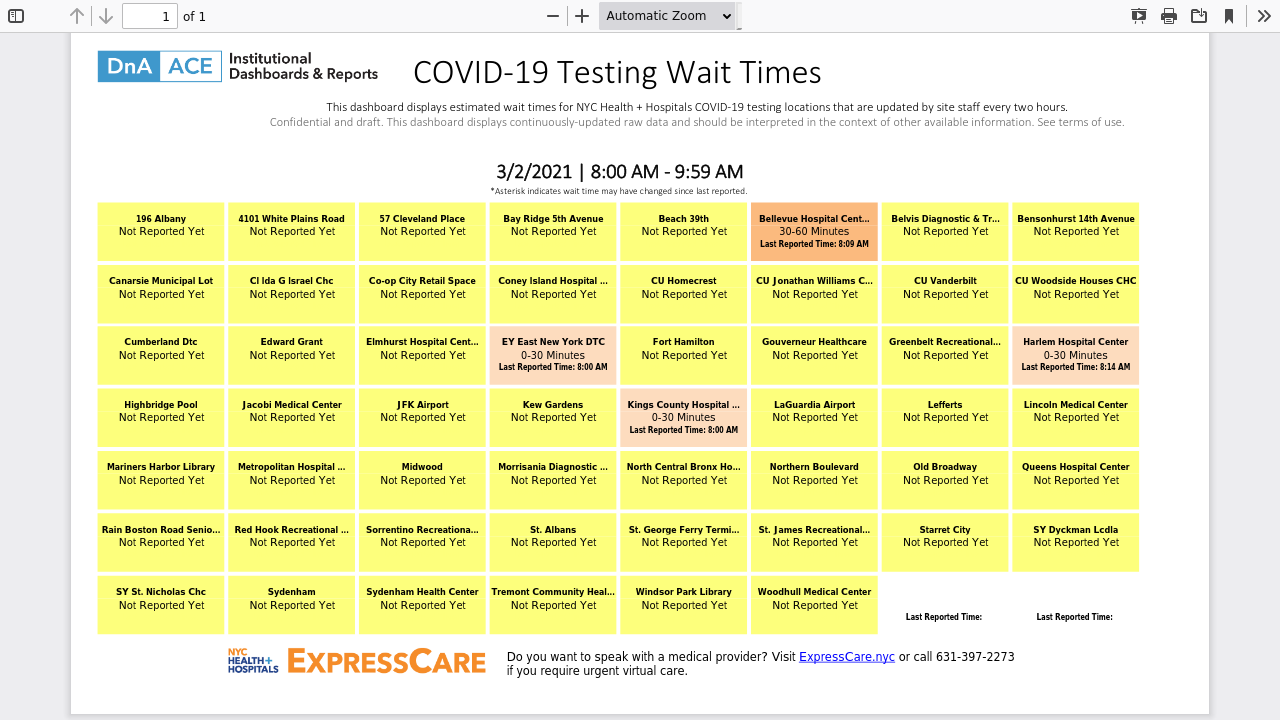 1 of 1 Automatic Zoom
DnA ACE Institutional
Dashboards & Reports
COVID-19 Testing Wait Times
This dashboard displays estimated wait times for NYC Health + Hospitals COVID-19 testing locations that are updated by site staff every two hours.
Confidential and draft. This dashboard displays continuously-updated raw data and should be interpreted in the context of other available information. See terms of use.
3/2/2021 | 8:00 AM - 9:59 AM
*Asterisk indicates wait time may have changed since last reported.
196 Albany 4101 White Plains Road 57 Cleveland Place Bay Ridge 5th Avenue Beach 39th Bellevue Hospital Cent... Belvis Diagnostic & Tr... Bensonhurst 14th Avenue
Not Reported Yet Not Reported Yet Not Reported Yet Not Reported Yet Not Reported Yet 30-60 Minutes Not Reported Yet Not Reported Yet
Last Reported Time: 8:09 AM
Canarsie Municipal Lot CI Ida G Israel Chc Co-op City Retail Space Coney Island Hospital ... CU Homecrest CU Jonathan Williams C... CU Vanderbilt CU Woodside Houses CHC
Not Reported Yet Not Reported Yet Not Reported Yet Not Reported Yet Not Reported Yet Not Reported Yet Not Reported Yet Not Reported Yet
Cumberland Dtc Edward Grant Elmhurst Hospital Cent... EY East New York DTC Fort Hamilton Gouverneur Healthcare Greenbelt Recreational... Harlem Hospital Center
Not Reported Yet Not Reported Yet Not Reported Yet 0-30 Minutes Not Reported Yet Not Reported Yet Not Reported Yet 0-30 Minutes
Last Reported Time: 8:00 AM Last Reported Time: 8:14 AM
Highbridge Pool Jacobi Medical Center JFK Airport Kew Gardens Kings County Hospital ... LaGuardia Airport Lefferts Lincoln Medical Center
Not Reported Yet Not Reported Yet Not Reported Yet Not Reported Yet 0-30 Minutes Not Reported Yet Not Reported Yet Not Reported Yet
Last Reported Time: 8:00 AM
Mariners Harbor Library Metropolitan Hospital ... Midwood Morrisania Diagnostic ... North Central Bronx Ho... Northern Boulevard Old Broadway Queens Hospital Center
Not Reported Yet Not Reported Yet Not Reported Yet Not Reported Yet Not Reported Yet Not Reported Yet Not Reported Yet Not Reported Yet
Rain Boston Road Senio... Red Hook Recreational ... Sorrentino Recreationa... St. Albans St. George Ferry Termi... St. James Recreational... Starret City SY Dyckman Lcdla
Not Reported Yet Not Reported Yet Not Reported Yet Not Reported Yet Not Reported Yet Not Reported Yet Not Reported Yet Not Reported Yet
SY St. Nicholas Chc Sydenham Sydenham Health Center Tremont Community Heal... Windsor Park Library Woodhull Medical Center
Not Reported Yet Not Reported Yet Not Reported Yet Not Reported Yet Not Reported Yet Not Reported Yet
Last Reported Time: Last Reported Time:
NYC
HEALTH+
HOSPITALS
EXPRESSCARE
Do you want to speak with a medical provider? Visit ExpressCare.nyc or call 631-397-2273
if you require urgent virtual care.